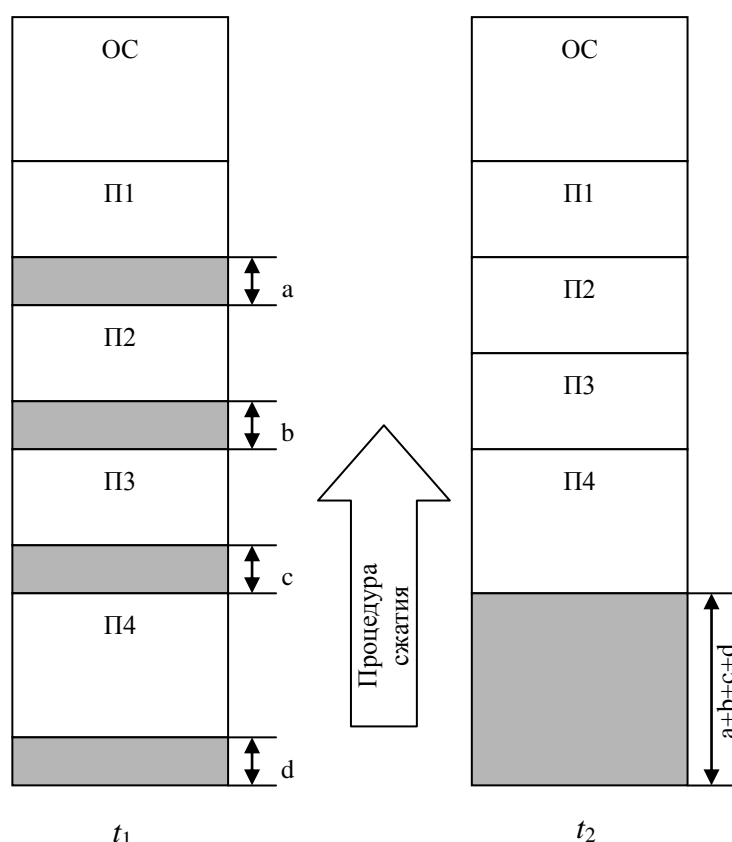 ОС
П1
a
П2
b
П3
c
П4
d
t1
Процедура
сжатия
ОС
П1
П2
П3
П4
a+b+c+d
t2